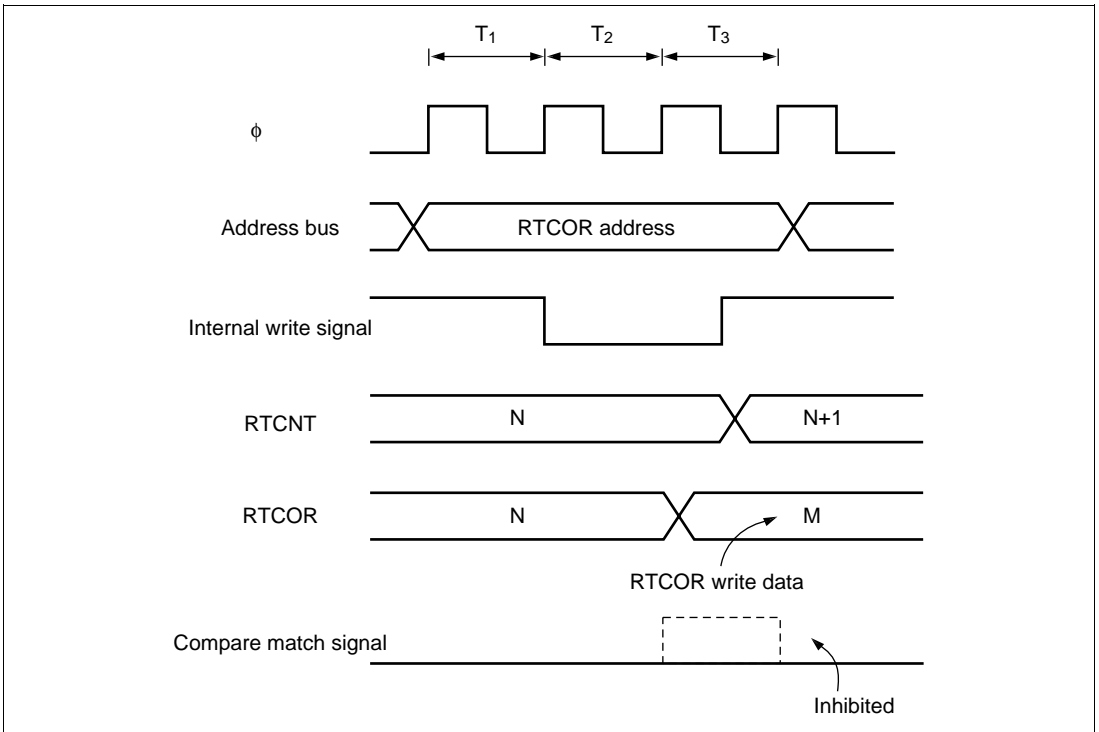 T1 T2 T3
ϕ
Address bus RTCOR address
Internal write signal
RTCNT N N+1
RTCOR N M
RTCOR write data
Compare match signal
Inhibited